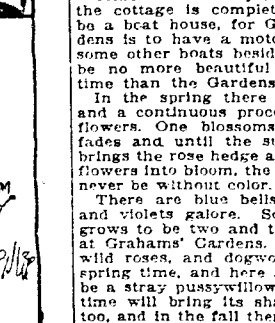 the cottage is complet
be a boat house, for G
dens is to have a moto
some other boats besid
be no more beautiful
time than the Gardens
In the spring there
and a continuous proc
flowers. One blossoms
fades and until the su
brings the rose hedge a
flowers into bloom, the
never be without color.
There are blue bells
and violets galore. S
grows to be two and t
at Grahams' Gardens.
wild roses, and dogwo
spring time, and here
be a stray pussywillow
time will bring its sha
too, and in the fall ther